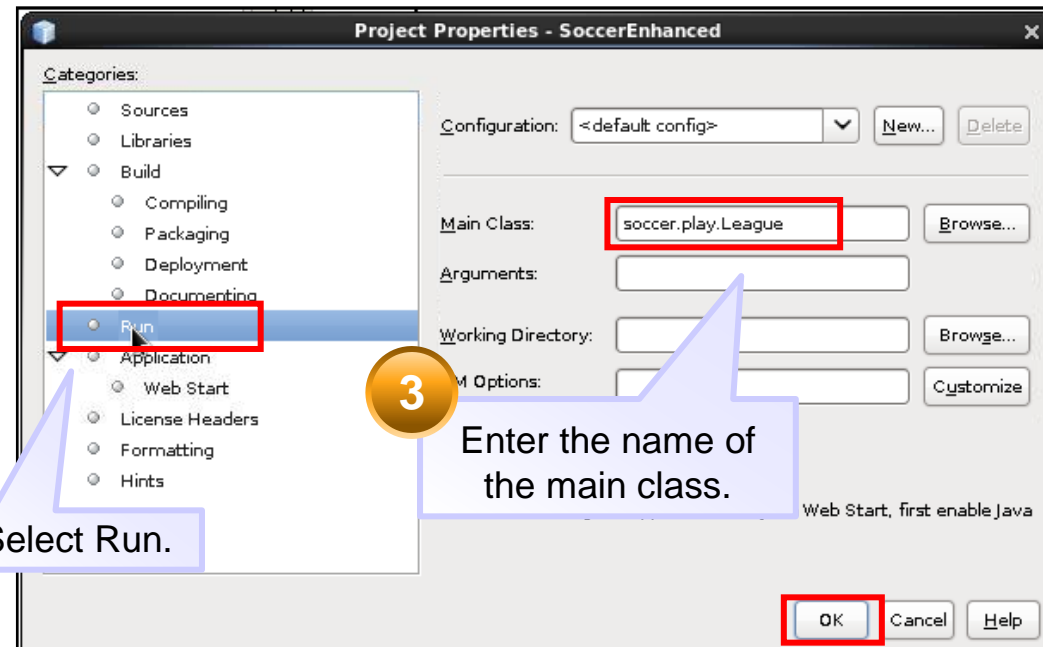 Project Properties - SoccerEnhanced
Categories:
Sources
Libraries
Build
Compiling
Packaging
Deployment
Documenting
Run
Application
Web Start
License Headers
Formatting
Hints
Select Run.
Configuration: <default config> New... Delete
Main Class: soccer.play.League Browse...
Arguments:
Working Directory: Browse...
Options: Customize
3
Enter the name of
the main class.
Web Start, first enable Java
OK Cancel Help